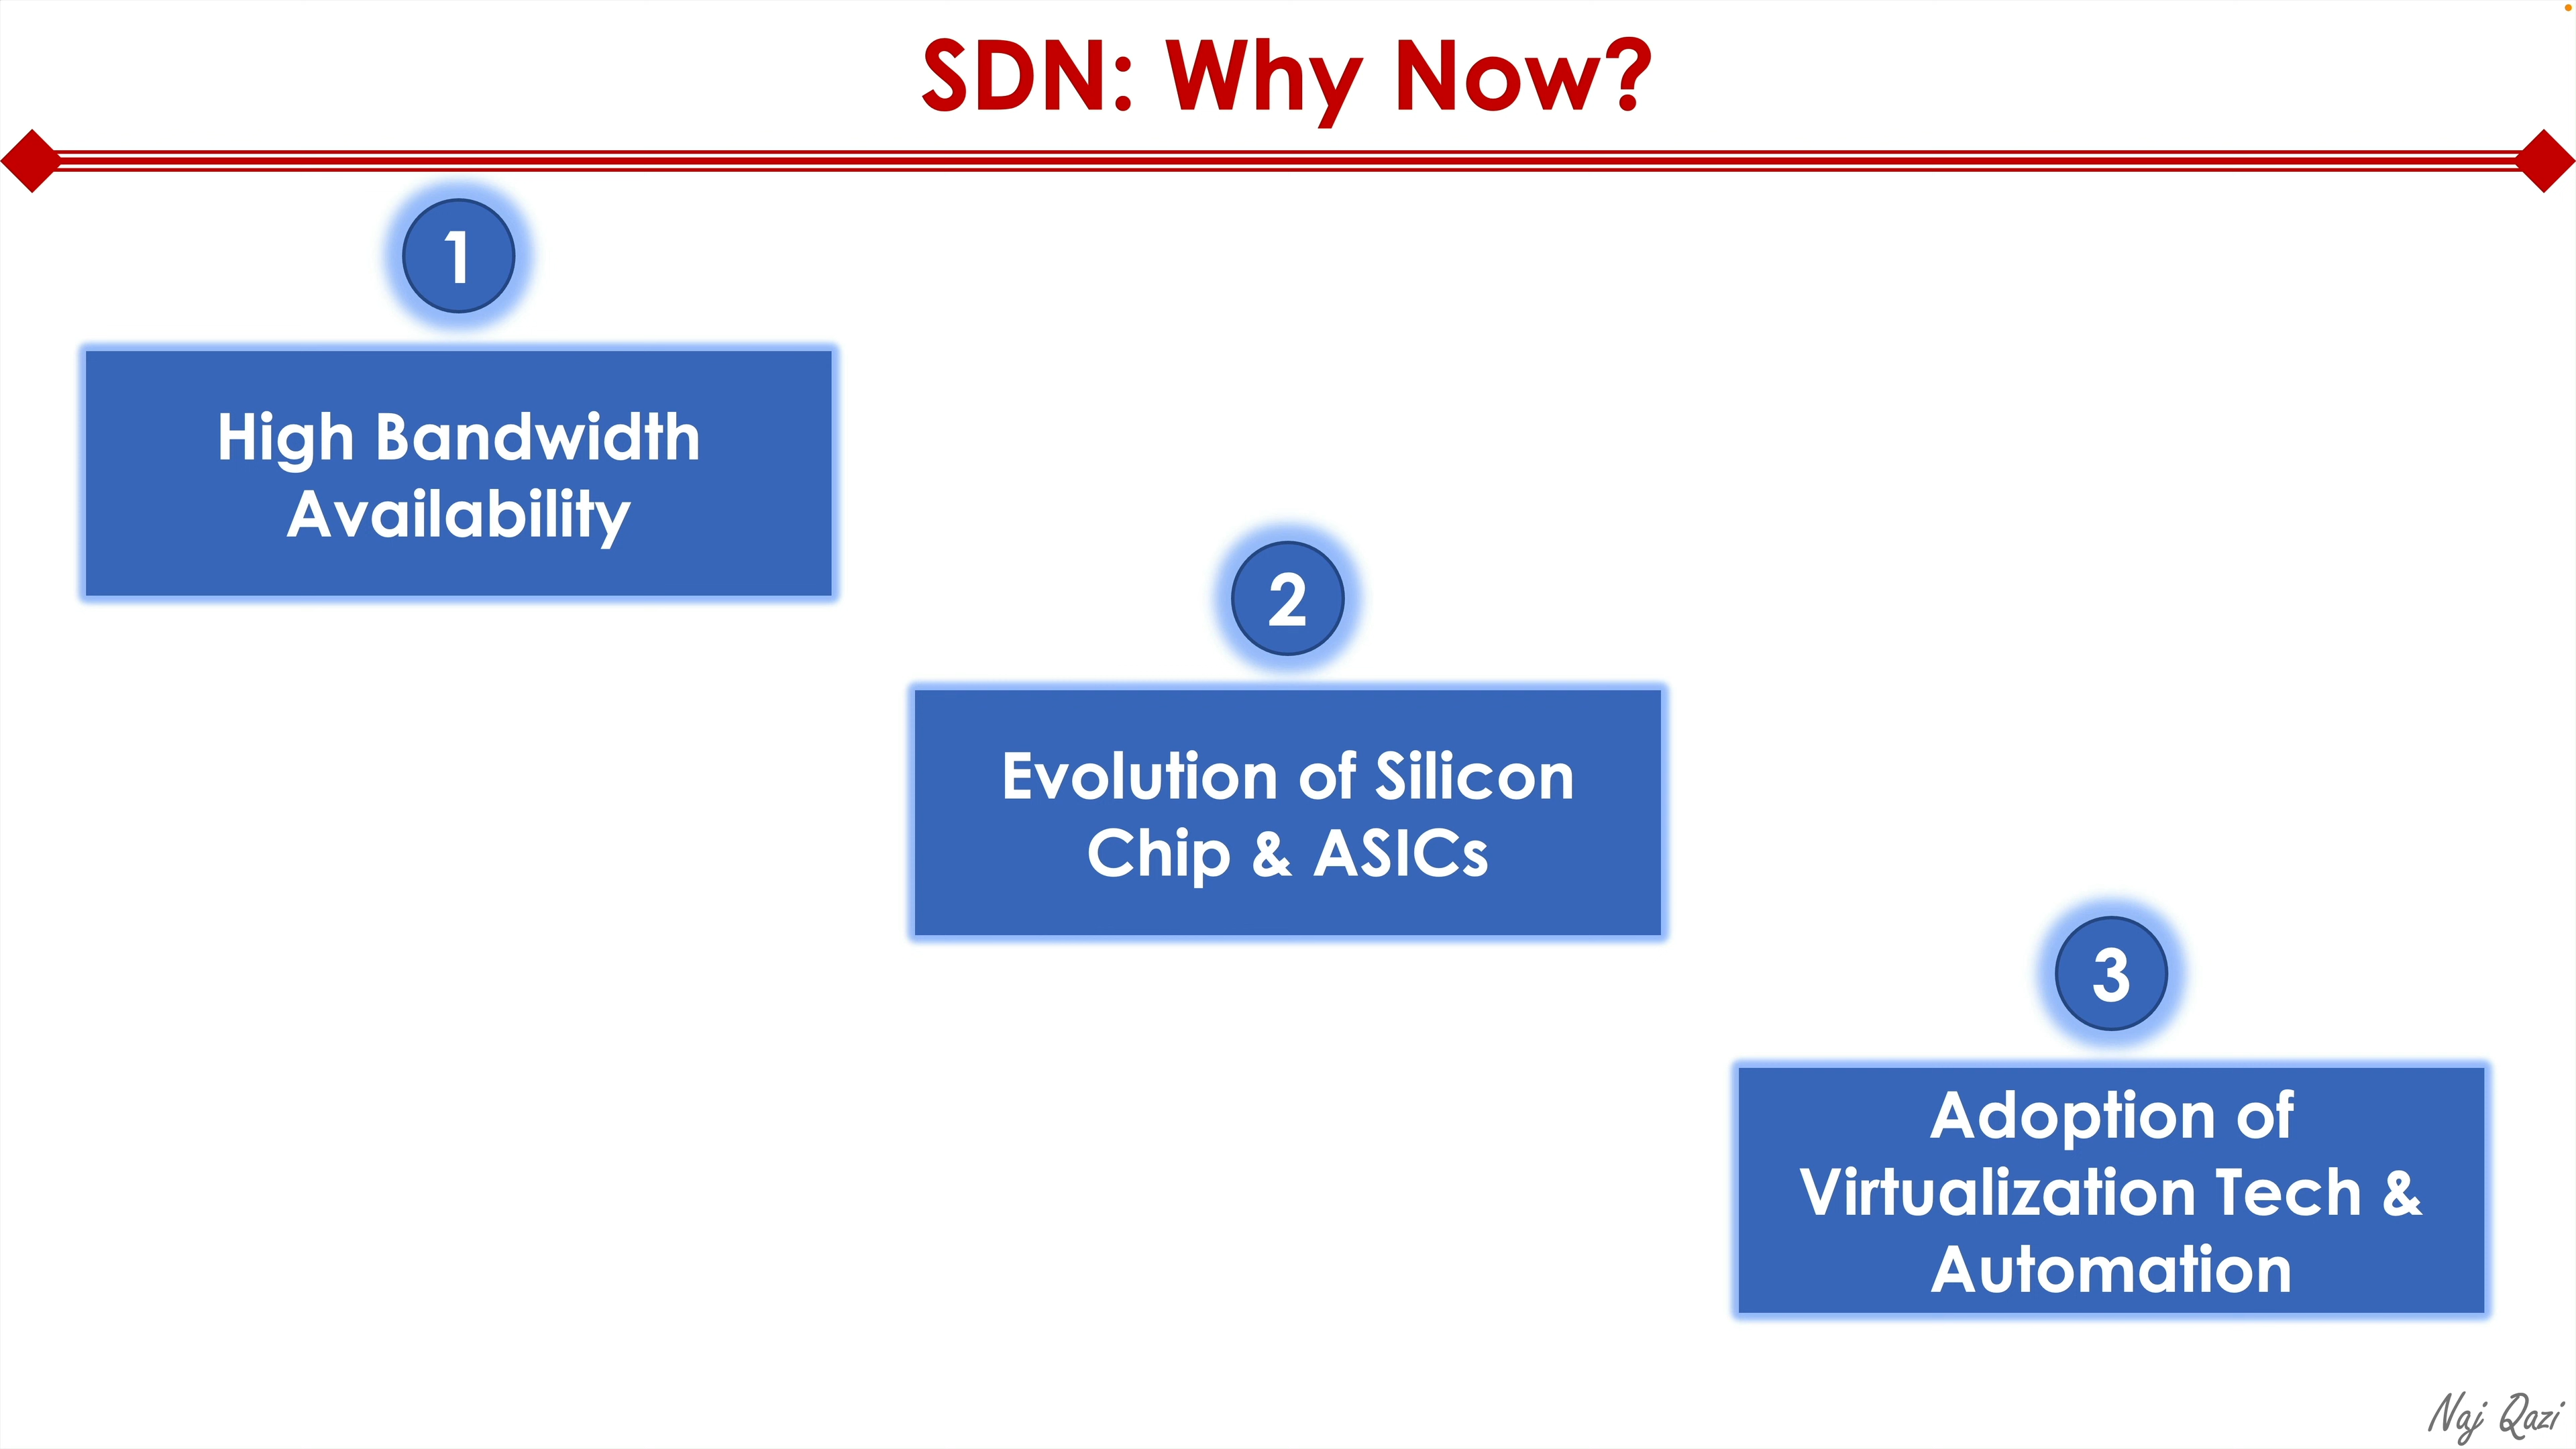 SDN: Why Now?
1
High Bandwidth
Availability
2
Evolution of Silicon
Chip & ASICs
3
Adoption of
Virtualization Tech &
Automation
Naj Qazi